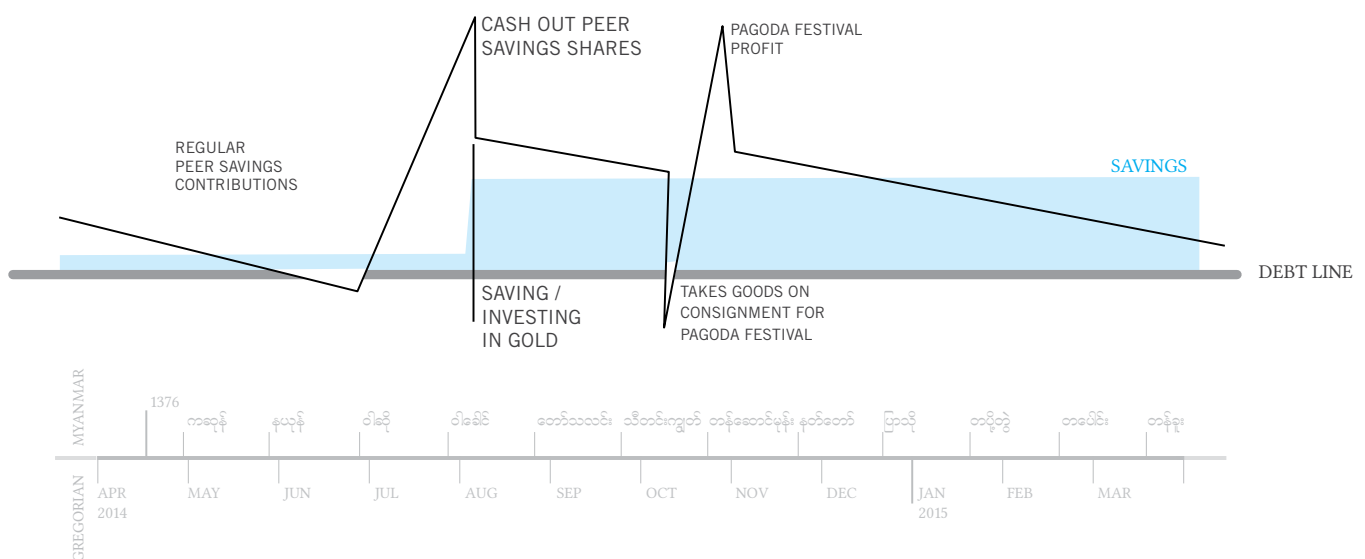 CASH OUT PEER
SAVINGS SHARES
PAGODA FESTIVAL
PROFIT
REGULAR
PEER SAVINGS
CONTRIBUTIONS
SAVINGS
DEBT LINE
SAVING /
INVESTING
IN GOLD
TAKES GOODS ON
CONSIGNMENT FOR
PAGODA FESTIVAL
MYANMAR
1376
ကဆုန် နယုန် ဝါဆို ဝါခေါင် တော်သလင်း သီတင်းကျွတ် တန်ဆောင်မုန်း နတ်တော် ပြာသို တပို့တွဲ တပေါင်း တန်ခူး
GREGORIAN
APR MAY JUN JUL AUG SEP OCT NOV DEC JAN FEB MAR
2014 2015